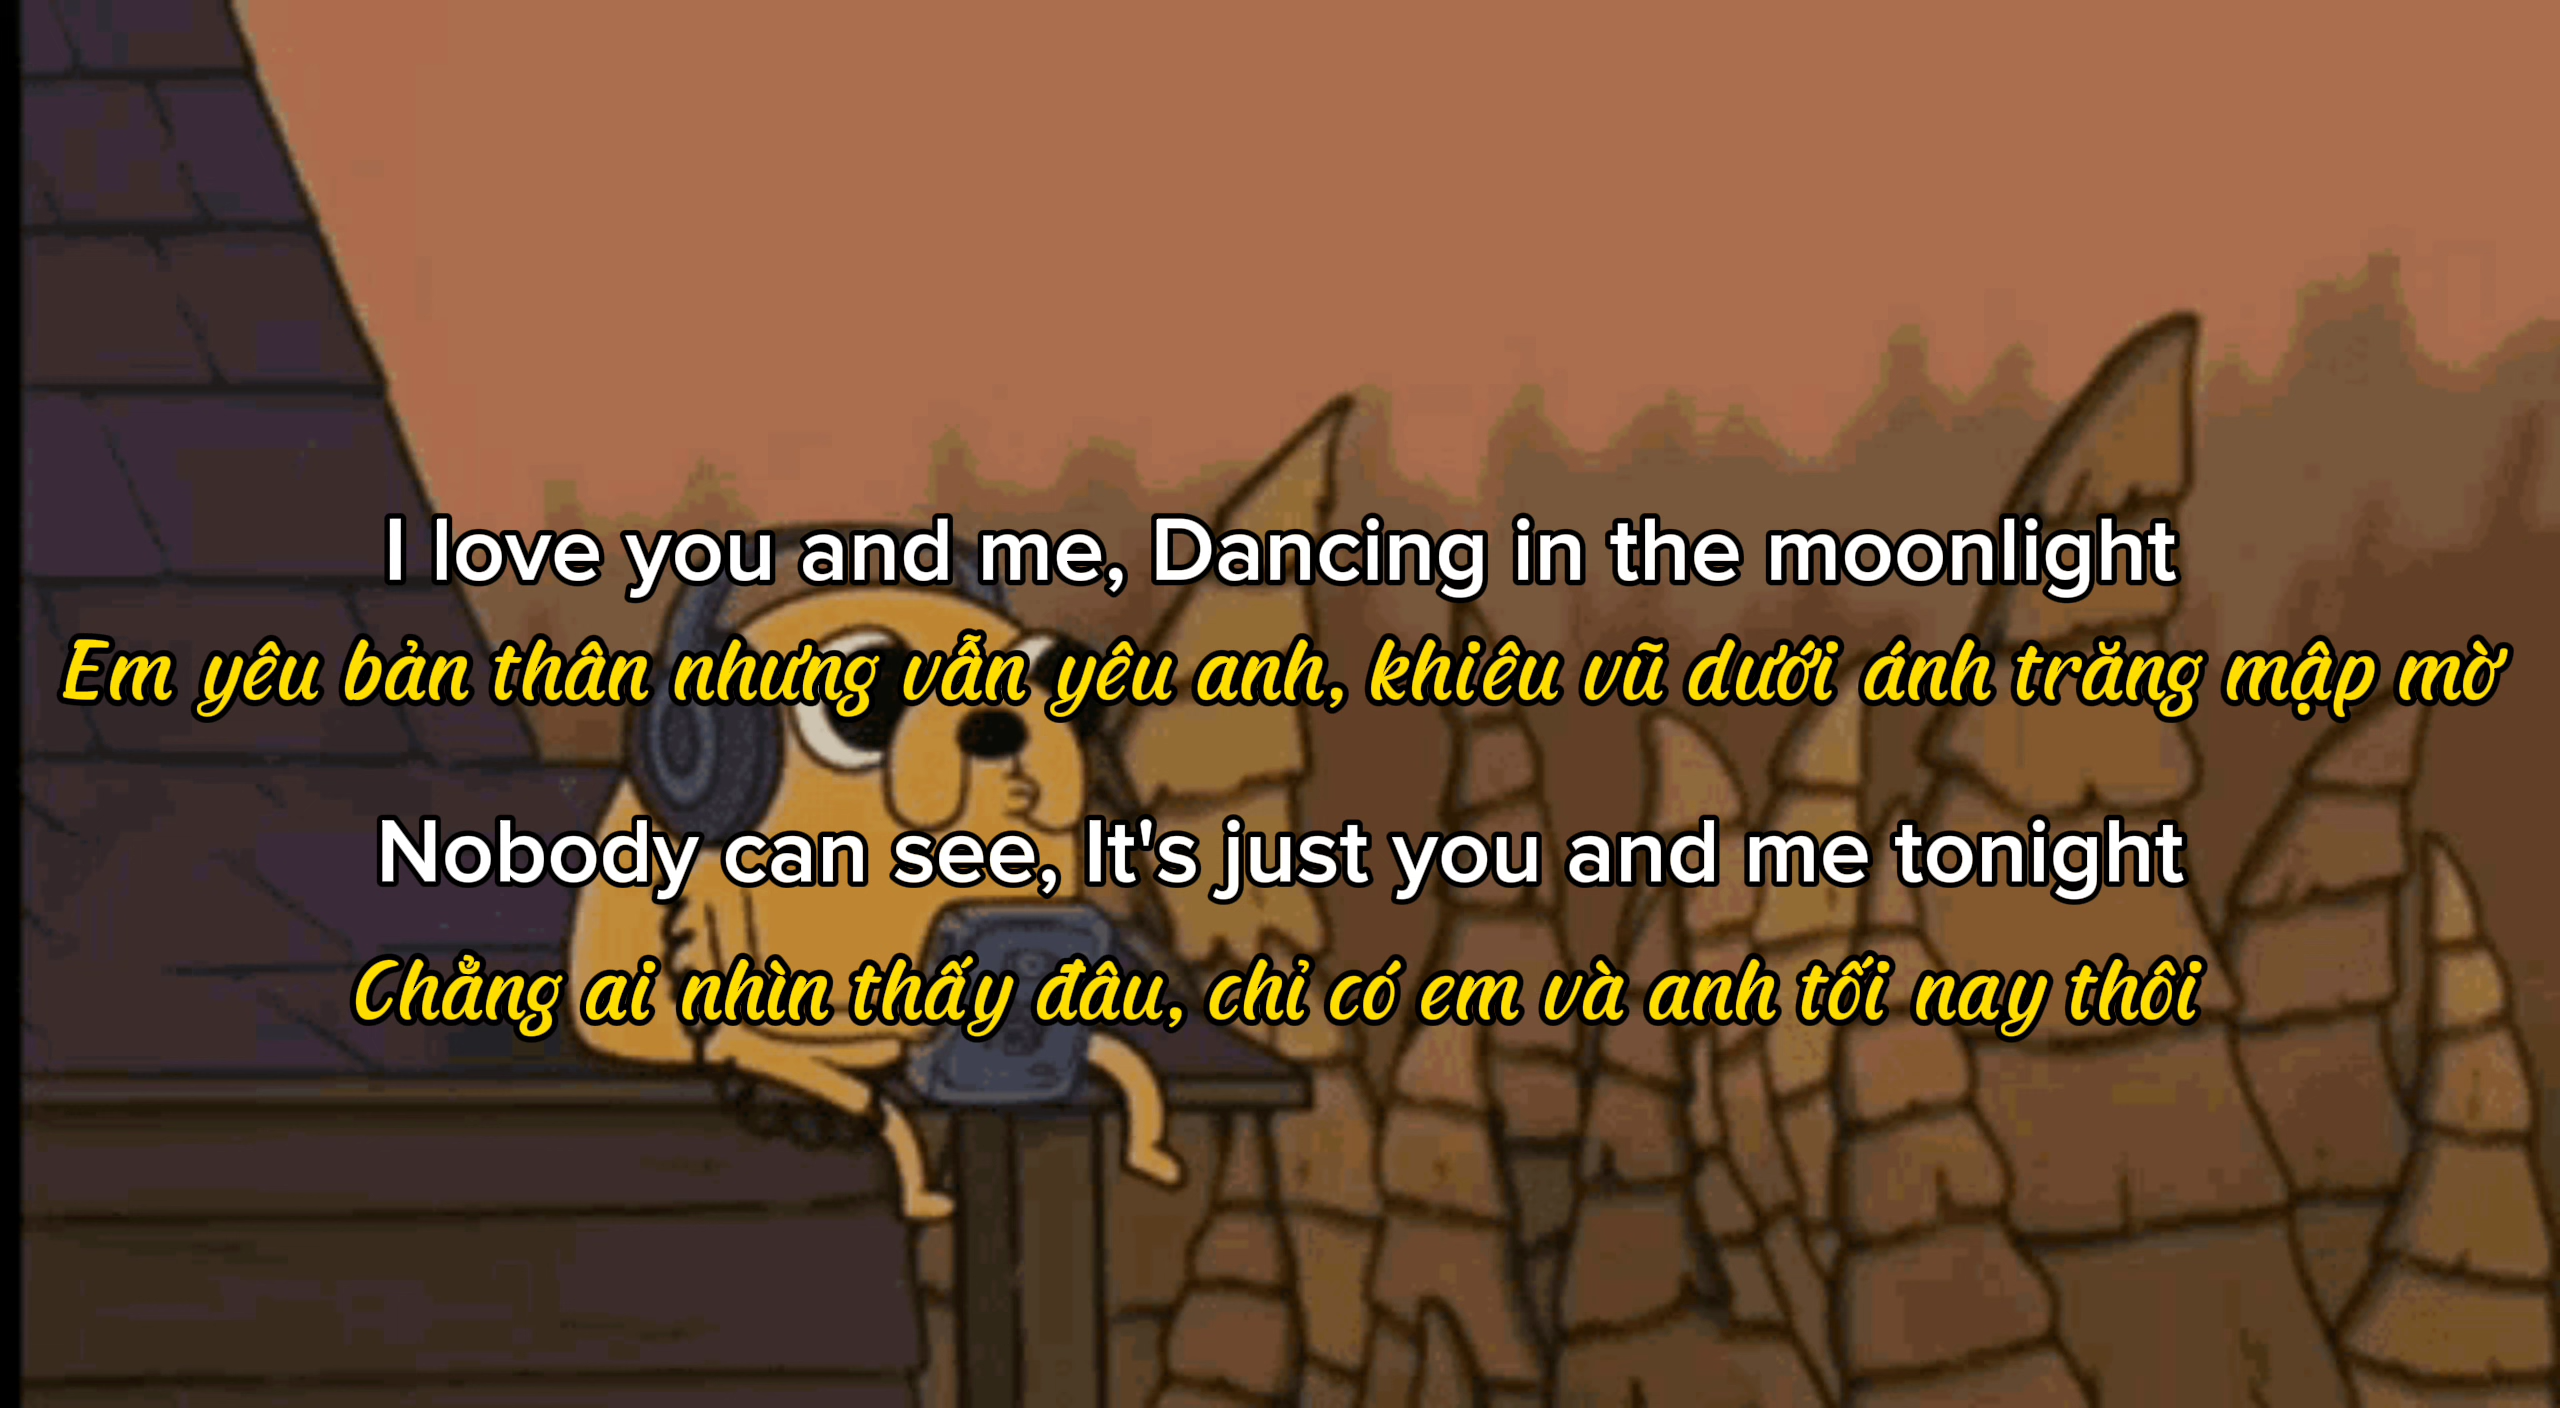 I love you and me, Dancing in the moonlight
Em yêu bản thân nhưng vẫn yêu anh, khiêu vũ dưới ánh trăng mập mờ
Nobody can see, It's just you and me tonight
Chẳng ai nhìn thấy đâu, chỉ có em và anh tối nay thôi